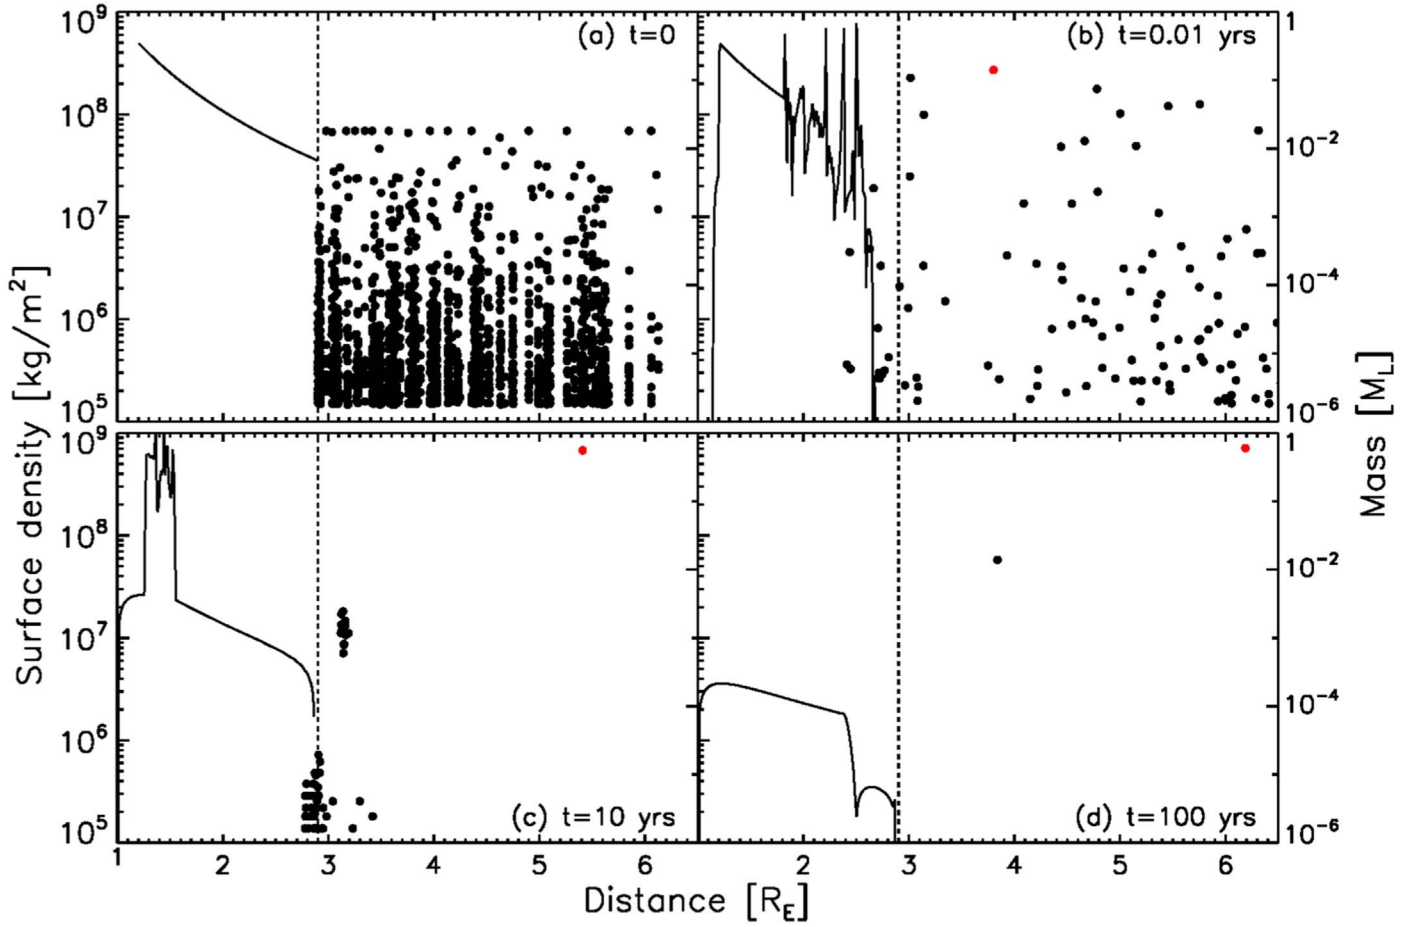 (a) t=0
(b) t=0.01 yrs
10^9
10^8
10^7
10^6
10^5
1
10^-2
10^-4
10^-6
(c) t=10 yrs
(d) t=100 yrs
10^9
10^8
10^7
10^6
10^5
1
10^-2
10^-4
10^-6
1 2 3 4 5 6 2 3 4 5 6
Surface density [kg/m^2]
Mass [M_L]
Distance [R_E]